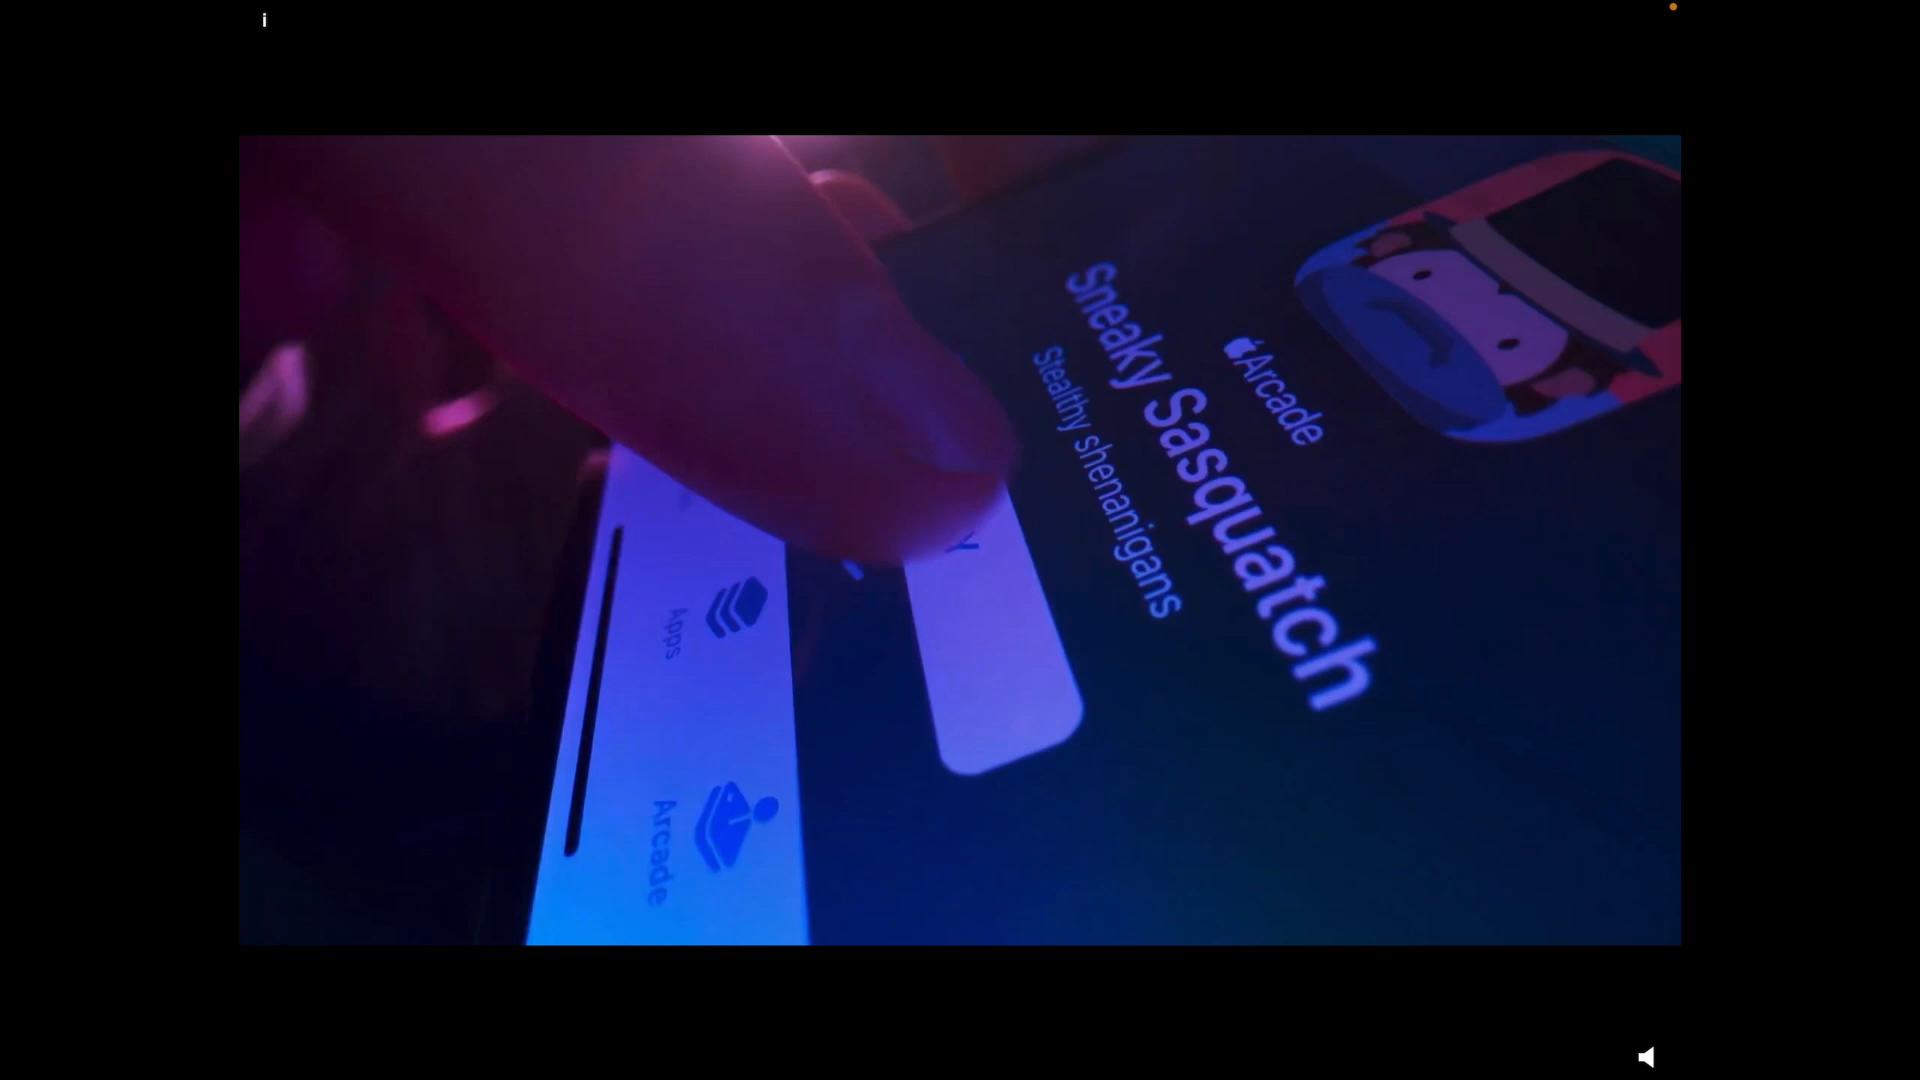 Arcade
Sneaky Sasquatch
Stealthy shenanigans
Apps
Arcade